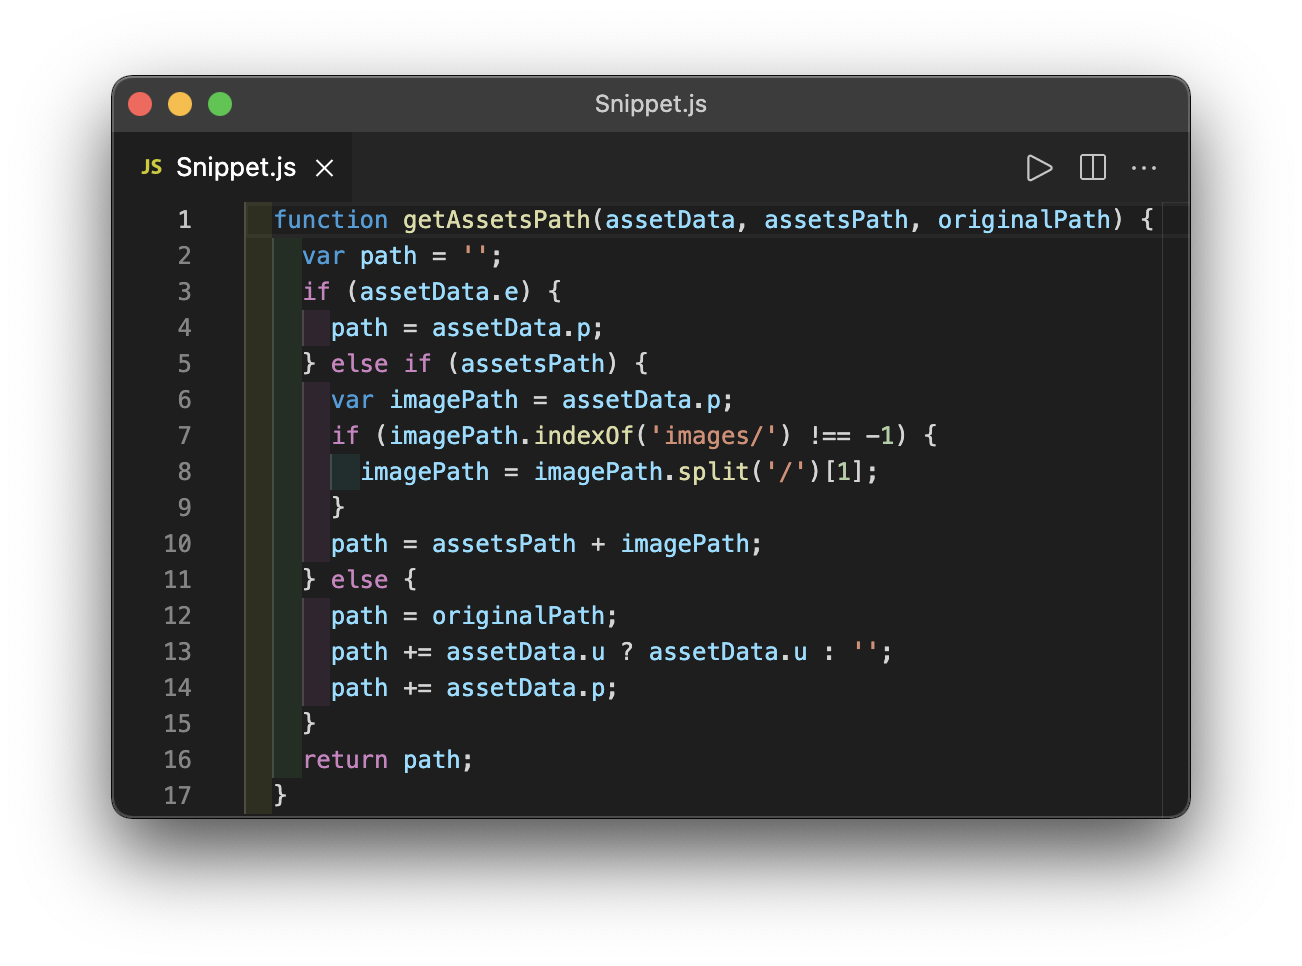 Snippet.js
JS Snippet.js
1 function getAssetsPath(assetData, assetsPath, originalPath) {
2   var path = '';
3   if (assetData.e) {
4     path = assetData.p;
5   } else if (assetsPath) {
6     var imagePath = assetData.p;
7     if (imagePath.indexOf('images/') !== -1) {
8       imagePath = imagePath.split('/')[1];
9     }
10     path = assetsPath + imagePath;
11   } else {
12     path = originalPath;
13     path += assetData.u ? assetData.u : '';
14     path += assetData.p;
15   }
16   return path;
17 }